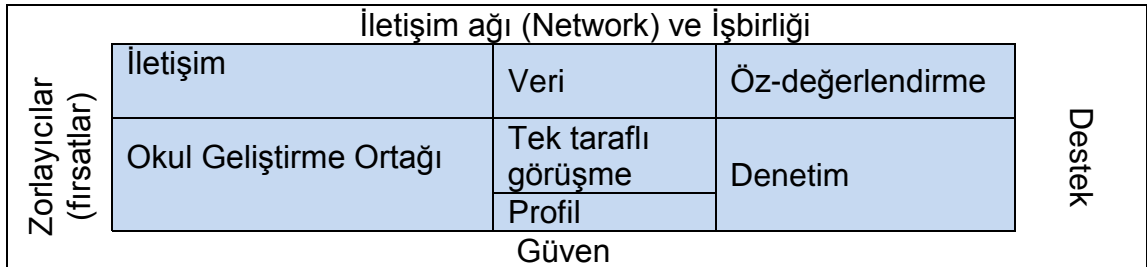 İletişim ağı (Network) ve İşbirliği
Zorlayıcılar
(fırsatlar)
İletişim
Veri
Öz-değerlendirme
Okul Geliştirme Ortağı
Tek taraflı
görüşme
Profil
Denetim
Destek
Güven